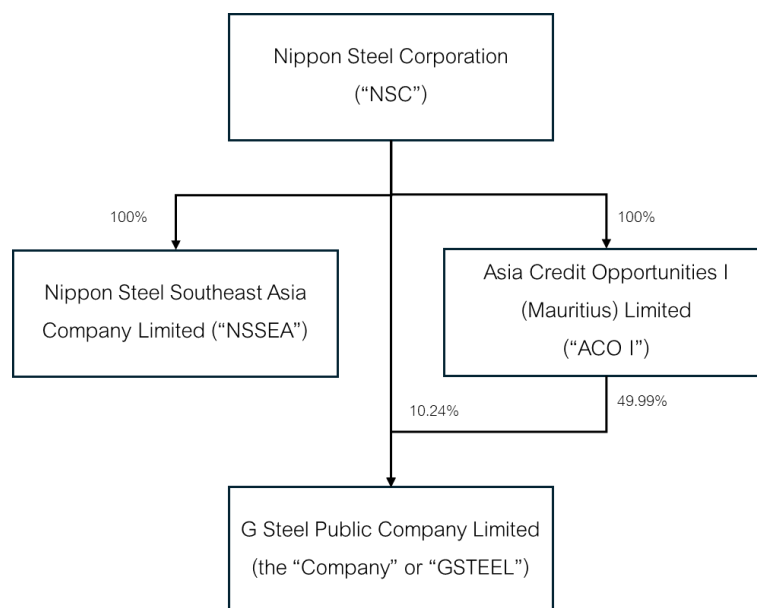 Nippon Steel Corporation
(“NSC”)
100%
100%
Nippon Steel Southeast Asia
Company Limited (“NSSEA”)
Asia Credit Opportunities I
(Mauritius) Limited
(“ACO I”)
10.24%
49.99%
G Steel Public Company Limited
(the “Company” or “GSTEEL”)